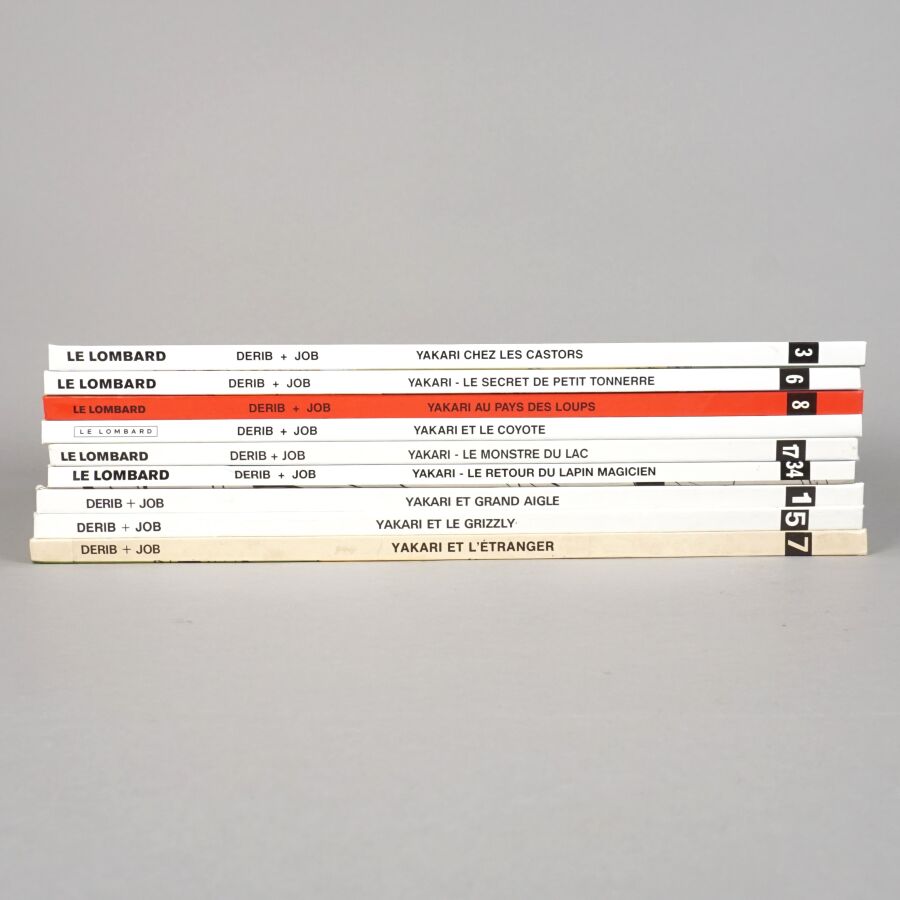 LE LOMBARD DERIB + JOB YAKARI CHEZ LES CASTORS 3
LE LOMBARD DERIB + JOB YAKARI - LE SECRET DE PETIT TONNERRE 6
LE LOMBARD DERIB + JOB YAKARI AU PAYS DES LOUPS 8
LE LOMBARD DERIB + JOB YAKARI ET LE COYOTE
LE LOMBARD DERIB + JOB YAKARI - LE MONSTRE DU LAC 17
LE LOMBARD DERIB + JOB YAKARI - LE RETOUR DU LAPIN MAGICIEN 34
DERIB + JOB YAKARI ET GRAND AIGLE 1
DERIB + JOB YAKARI ET LE GRIZZLY 5
DERIB + JOB YAKARI ET L'ÉTRANGER 7